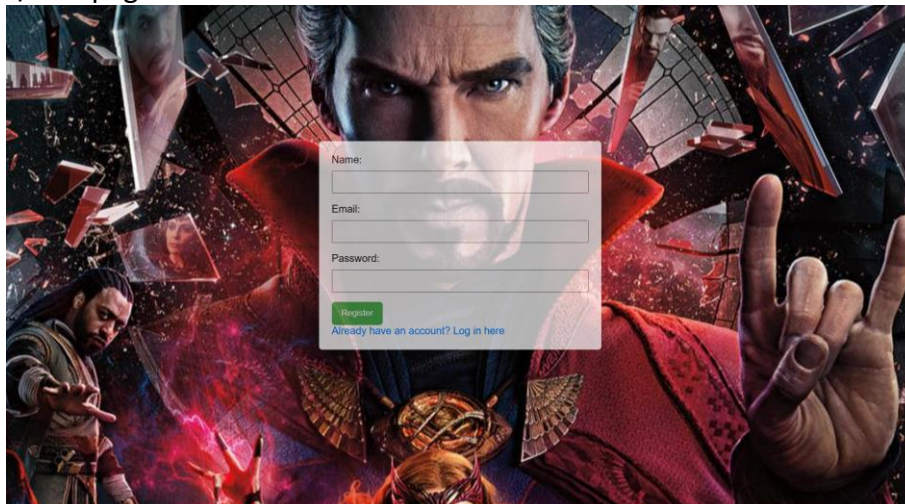 Name:
Email:
Password:
Register
Already have an account? Log in here